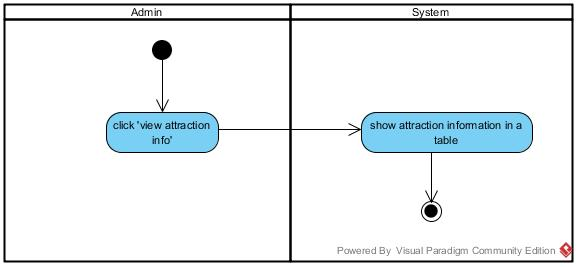 Admin
System
click 'view attraction
info'
show attraction information in a
table
Powered By Visual Paradigm Community Edition